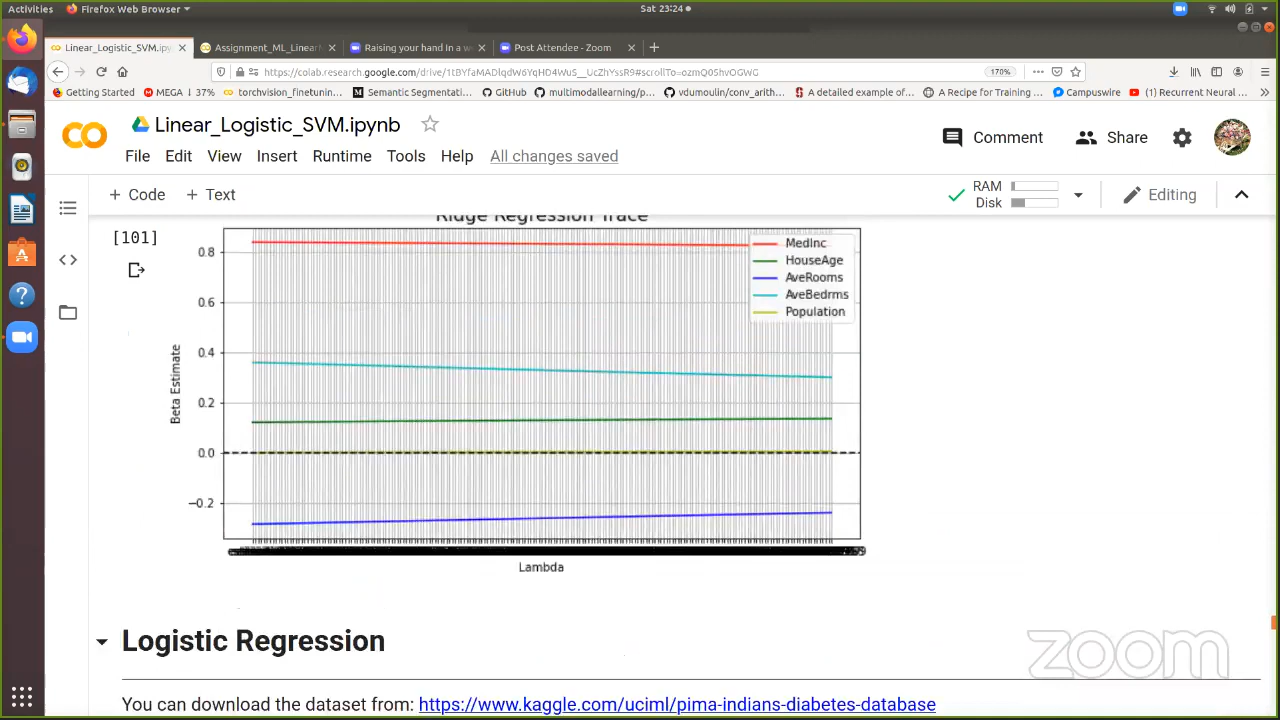 Activities Firefox Web Browser Sat 23:24
Linear_Logistic_SVM.ipyn Assignment_ML_Linear Raising your hand in a w Post Attendee - Zoom
https://colab.research.google.com/drive/1tBYfaMADlqdW6YqHD4WuS__UcZhYssR9#scrollTo=ozmQ0ShvOGWG 170%
Getting Started MEGA ↓ 37% torchvision_finetunin... Semantic Segmentati... GitHub multimodallearning/p... vdumoulin/conv_arith... A detailed example of... A Recipe for Training ... Campuswire (1) Recurrent Neural ...
Linear_Logistic_SVM.ipynb
Comment Share
File Edit View Insert Runtime Tools Help All changes saved
+ Code + Text
RAM
Disk
Editing
Ridge Regression Trace
[101]
MedInc
HouseAge
AveRooms
AveBedrms
Population
0.8
0.6
0.4
0.2
0.0
−0.2
Beta Estimate
Lambda
Logistic Regression
You can download the dataset from: https://www.kaggle.com/uciml/pima-indians-diabetes-database
zoom